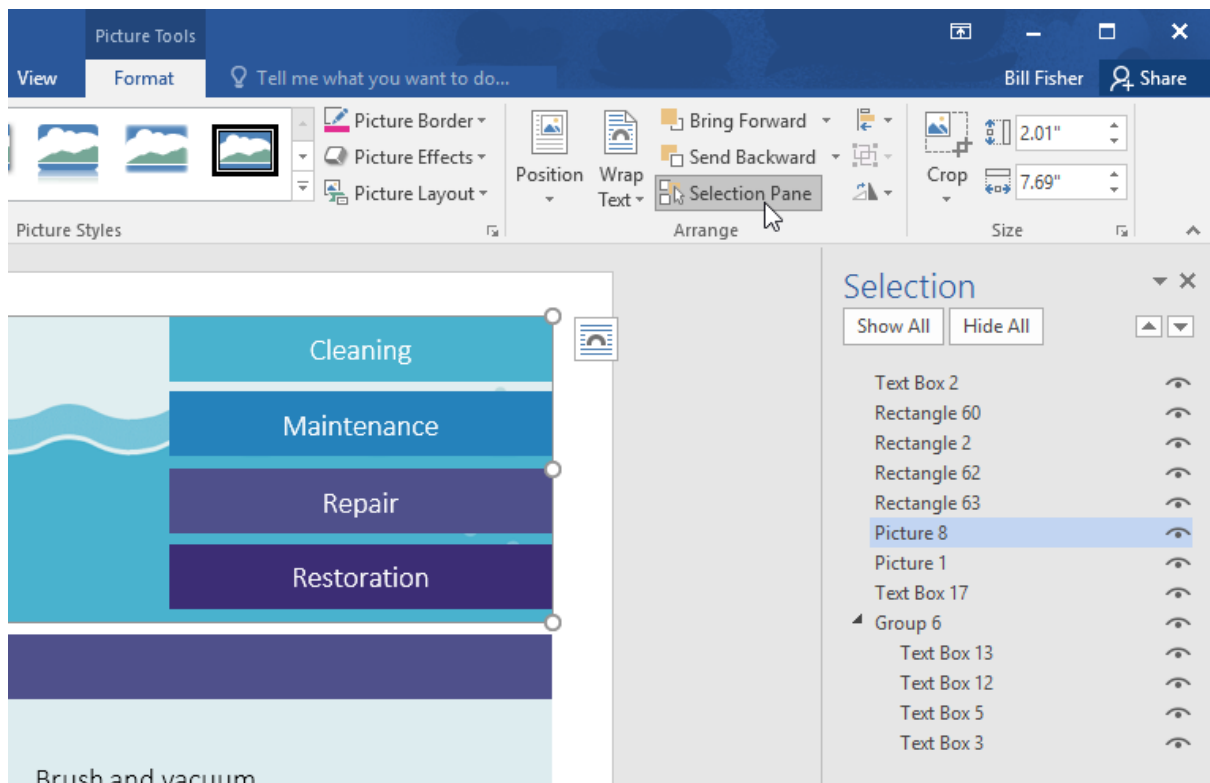 Picture Tools
View
Format
Tell me what you want to do...
Bill Fisher
Share
Picture Border
Picture Effects
Picture Layout
Picture Styles
Position
Wrap
Text
Bring Forward
Send Backward
Selection Pane
Arrange
Crop
2.01"
7.69"
Size
Cleaning
Maintenance
Repair
Restoration
Brush and vacuum
Selection
Show All
Hide All
Text Box 2
Rectangle 60
Rectangle 2
Rectangle 62
Rectangle 63
Picture 8
Picture 1
Text Box 17
Group 6
Text Box 13
Text Box 12
Text Box 5
Text Box 3